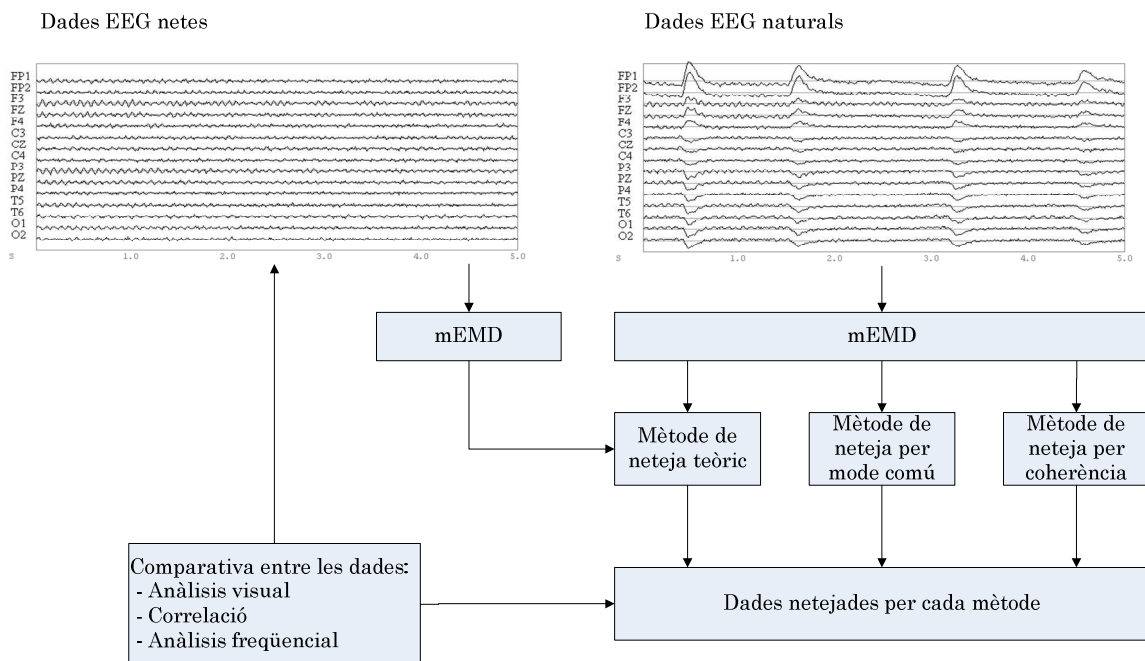 Dades EEG netes
Dades EEG naturals
FP1
FP2
F3
FZ
F4
C3
CZ
C4
P3
PZ
P4
T5
T6
O1
O2
S 1.0 2.0 3.0 4.0 5.0
FP1
FP2
F3
FZ
F4
C3
CZ
C4
P3
PZ
P4
T5
T6
O1
O2
S 1.0 2.0 3.0 4.0 5.0
mEMD
mEMD
Mètode de
neteja teòric
Mètode de
neteja per
mode comú
Mètode de
neteja per
coherència
Comparativa entre les dades:
- Anàlisis visual
- Correlació
- Anàlisis freqüencial
Dades netejades per cada mètode